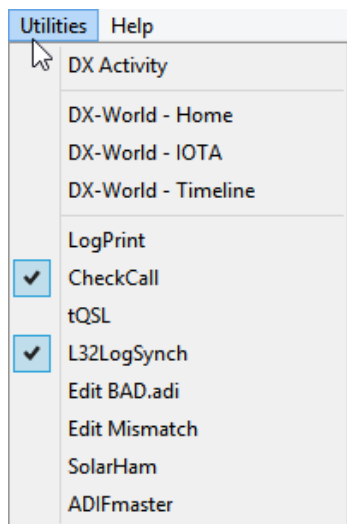 Utilities Help
DX Activity
DX-World - Home
DX-World - IOTA
DX-World - Timeline
LogPrint
CheckCall
tQSL
L32LogSynch
Edit BAD.adi
Edit Mismatch
SolarHam
ADIFmaster